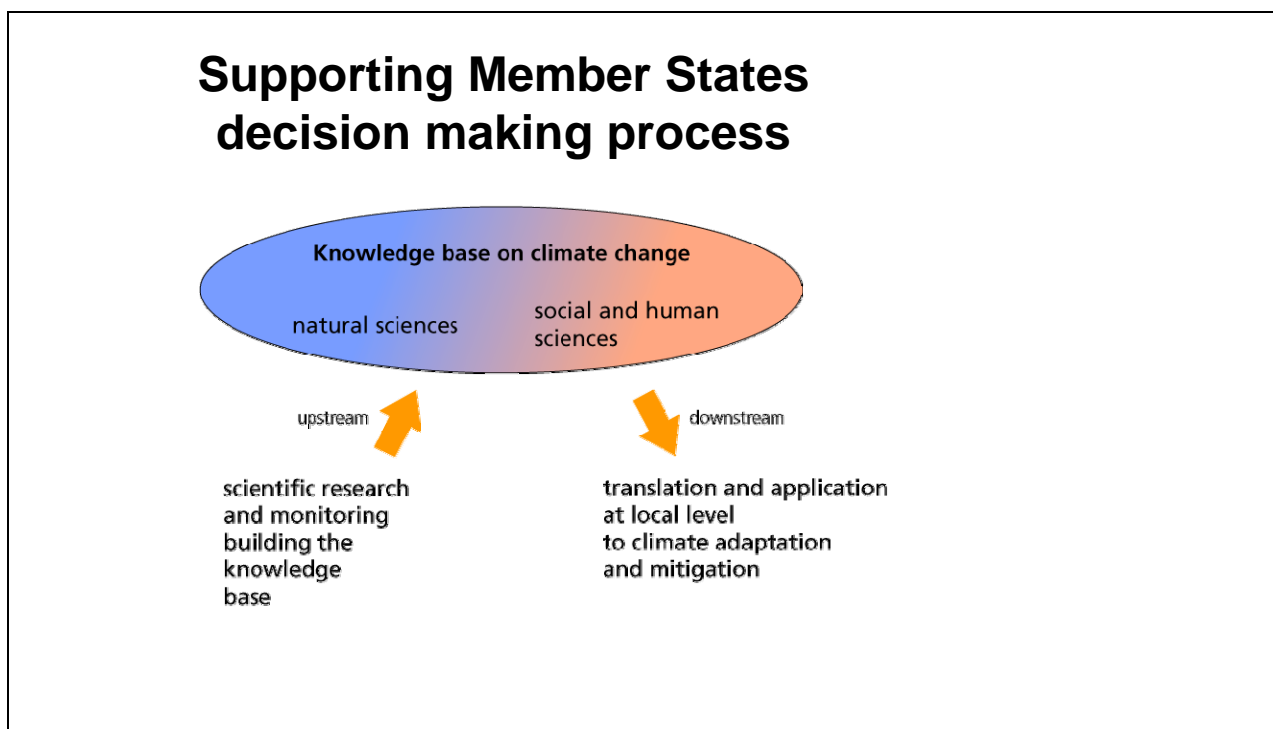 Supporting Member States
decision making process
Knowledge base on climate change
natural sciences
social and human
sciences
upstream
downstream
scientific research
and monitoring
building the
knowledge
base
translation and application
at local level
to climate adaptation
and mitigation